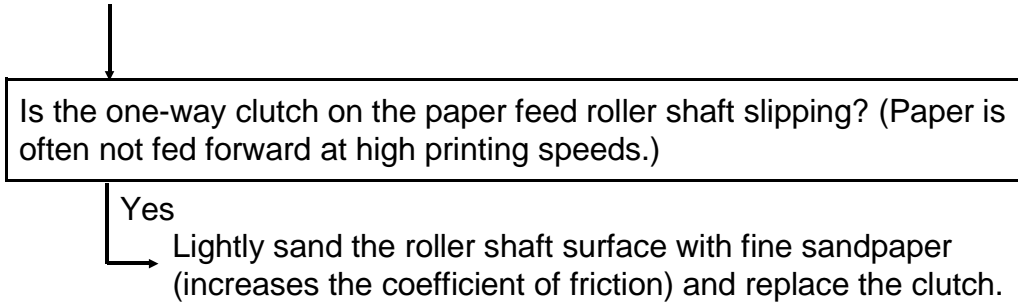 Is the one-way clutch on the paper feed roller shaft slipping? (Paper is
often not fed forward at high printing speeds.)
Yes
Lightly sand the roller shaft surface with fine sandpaper
(increases the coefficient of friction) and replace the clutch.